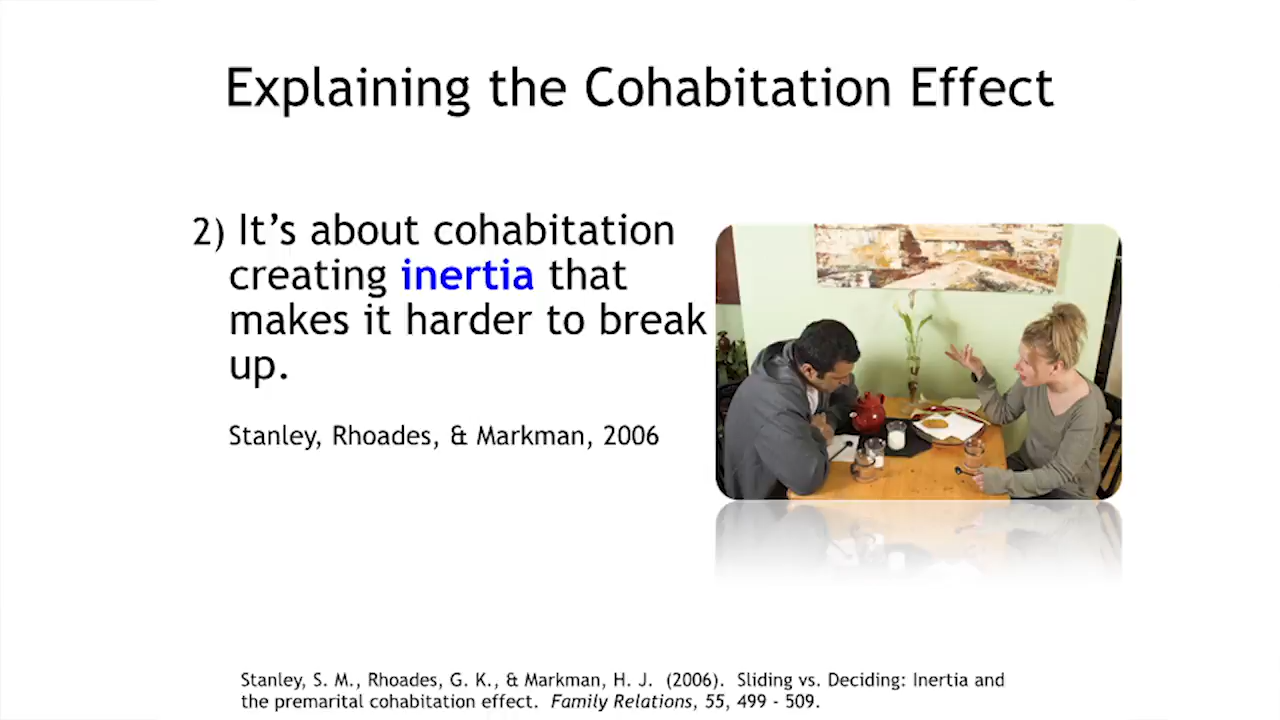 Explaining the Cohabitation Effect
2) It’s about cohabitation
creating inertia that
makes it harder to break
up.
Stanley, Rhoades, & Markman, 2006
Stanley, S. M., Rhoades, G. K., & Markman, H. J.  (2006).  Sliding vs. Deciding: Inertia and
the premarital cohabitation effect.  Family Relations, 55, 499 - 509.